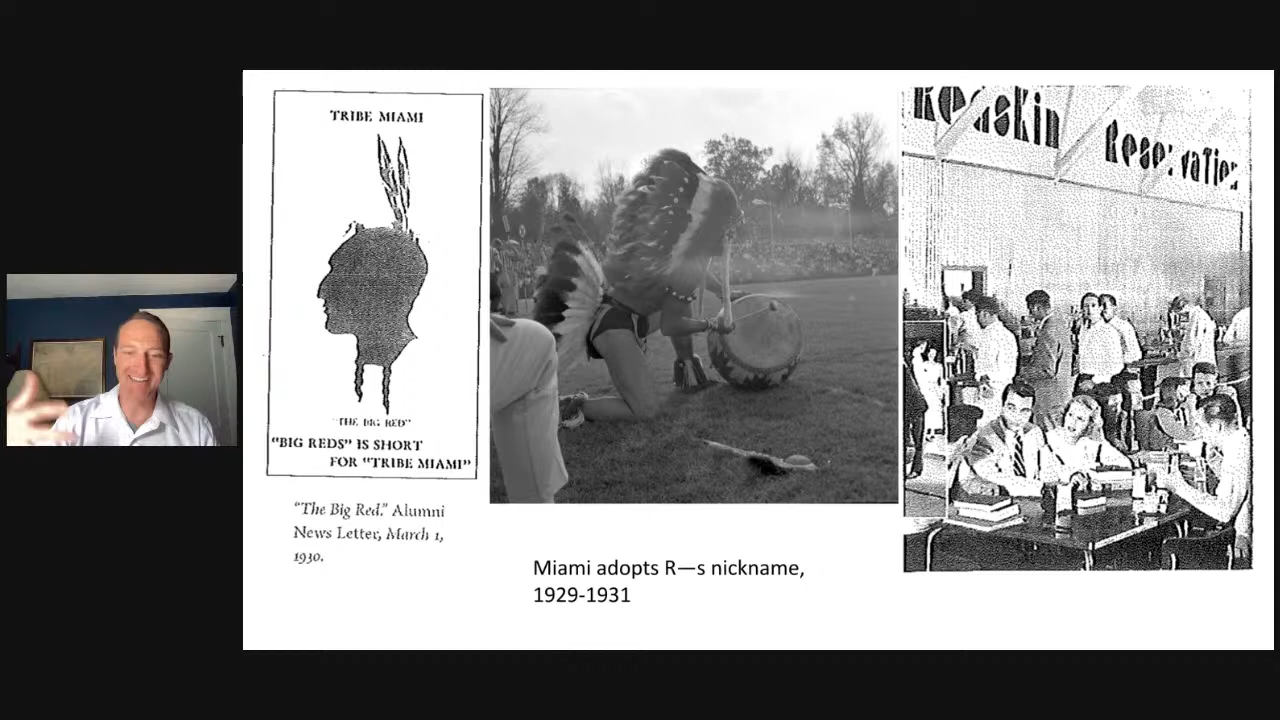 TRIBE MIAMI
"THE BIG RED"
"BIG REDS" IS SHORT
FOR "TRIBE MIAMI"
"The Big Red." Alumni
News Letter, March 1,
1930.
Miami adopts R—s nickname,
1929-1931
Redskin
Reservation